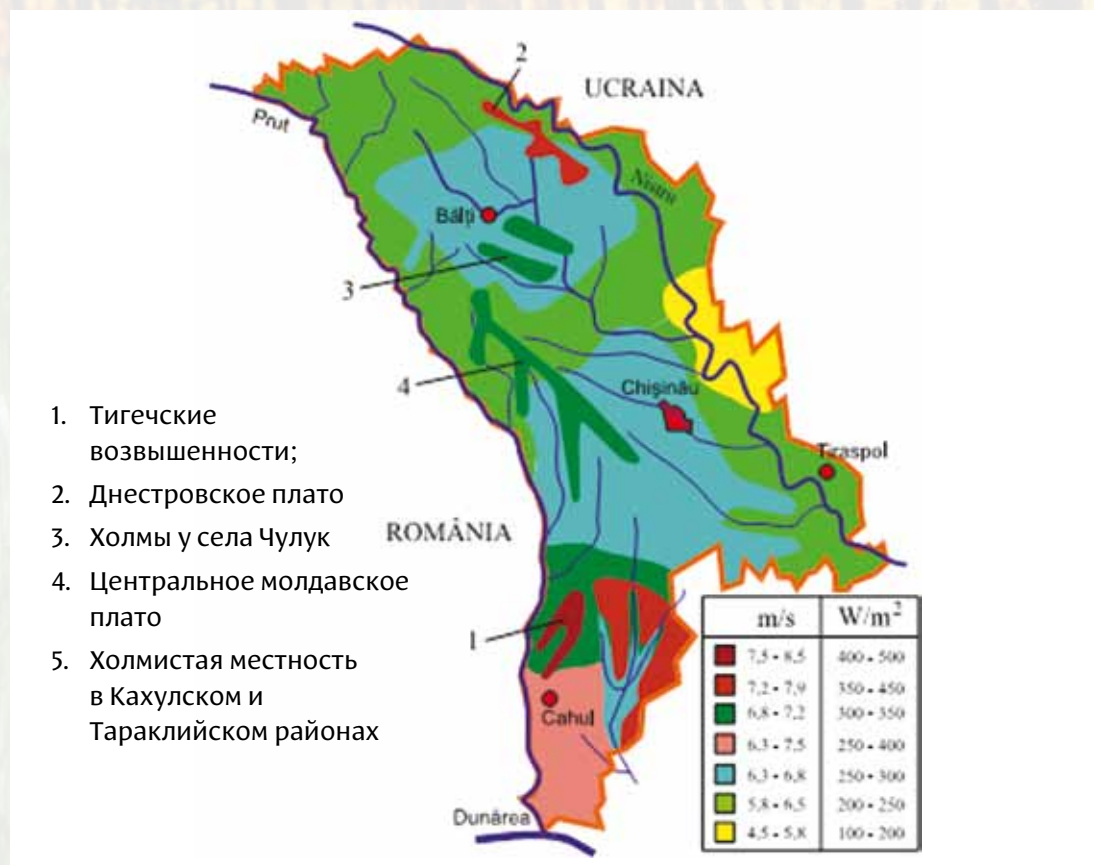 2
UCRAINA
Prut
Nistru
Bălți
3
4
Chișinău
Tiraspol
1. Тигечские
возвышенности;
2. Днестровское плато
3. Холмы у села Чулук
4. Центральное молдавское
плато
5. Холмистая местность
в Кахулском и
Тараклийском районах
ROMÂNIA
1
Cahul
Dunărea
m/s W/m²
7,5 - 8,5 400 - 500
7,2 - 7,9 350 - 450
6,8 - 7,2 300 - 350
6,3 - 7,5 250 - 400
6,3 - 6,8 250 - 300
5,8 - 6,5 200 - 250
4,5 - 5,8 100 - 200